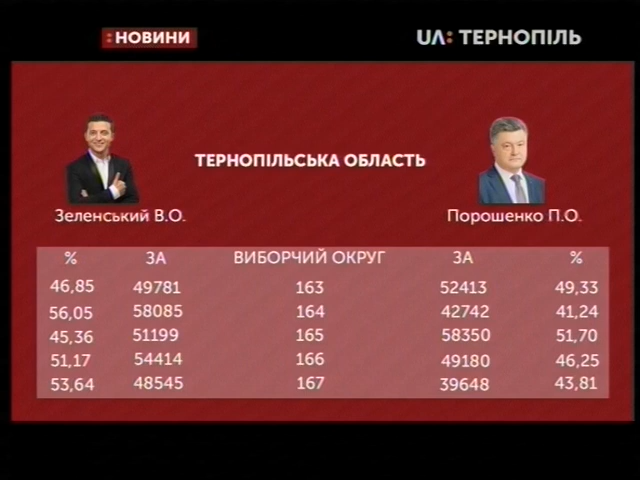 :НОВИНИ
UA: ТЕРНОПІЛЬ
ТЕРНОПІЛЬСЬКА ОБЛАСТЬ
Зеленський В.О.
Порошенко П.О.
% ЗА ВИБОРЧИЙ ОКРУГ ЗА %
46,85 49781 163 52413 49,33
56,05 58085 164 42742 41,24
45,36 51199 165 58350 51,70
51,17 54414 166 49180 46,25
53,64 48545 167 39648 43,81